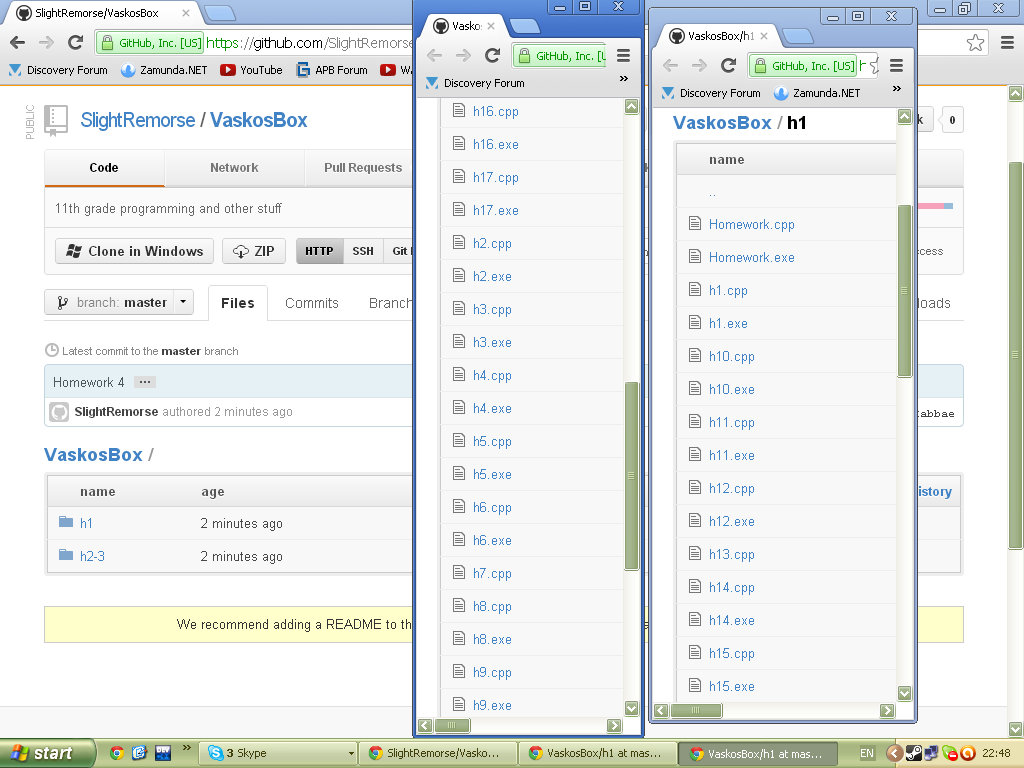 SlightRemorse/VaskosBox
GitHub, Inc. [US]
https://github.com/SlightRemorse
Discovery Forum
Zamunda.NET
YouTube
APB Forum
PUBLIC
SlightRemorse / VaskosBox
0
Code
Network
Pull Requests
11th grade programming and other stuff
Clone in Windows
ZIP
HTTP
SSH
branch: master
Files
Commits
Latest commit to the master branch
Homework 4
SlightRemorse authored 2 minutes ago
VaskosBox /
name age
h1 2 minutes ago
h2-3 2 minutes ago
We recommend adding a README to th
Vasko
GitHub, Inc. [U
Discovery Forum
»
h16.cpp
h16.exe
h17.cpp
h17.exe
h2.cpp
h2.exe
h3.cpp
h3.exe
h4.cpp
h4.exe
h5.cpp
h5.exe
h6.cpp
h6.exe
h7.cpp
h8.cpp
h8.exe
h9.cpp
h9.exe
VaskosBox/h1
GitHub, Inc. [US]
Discovery Forum
Zamunda.NET
»
VaskosBox / h1
name
..
Homework.cpp
Homework.exe
h1.cpp
h1.exe
h10.cpp
h10.exe
h11.cpp
h11.exe
h12.cpp
h12.exe
h13.cpp
h14.cpp
h14.exe
h15.cpp
h15.exe
cess
loads
abbae
istory
start
»
3 Skype
SlightRemorse/Vasko...
VaskosBox/h1 at mas...
VaskosBox/h1 at mas...
EN
22:48